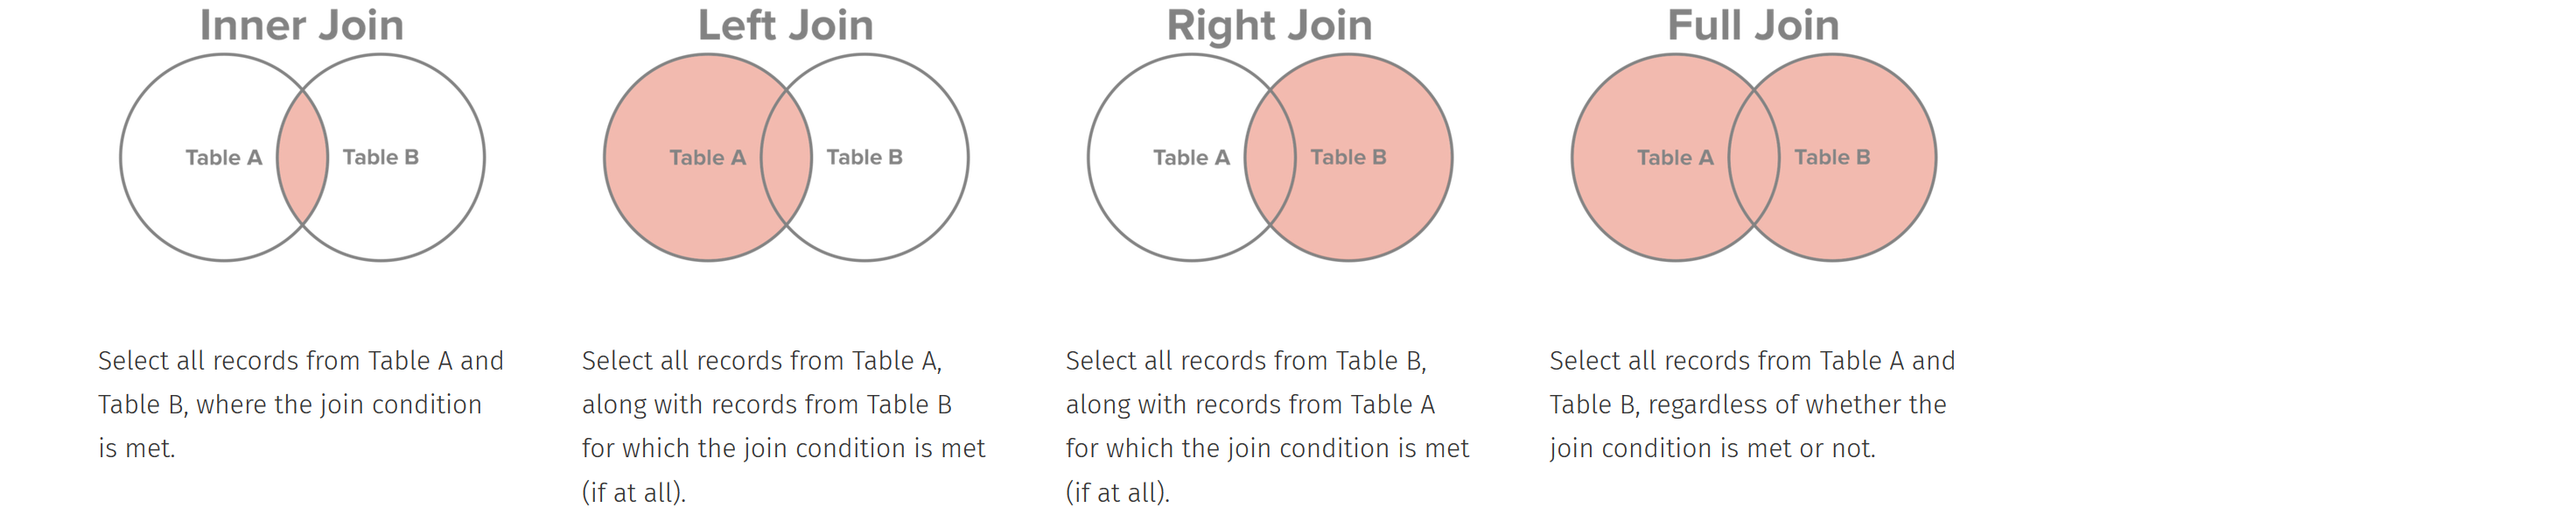 Inner Join
Table A
Table B
Select all records from Table A and
Table B, where the join condition
is met.
Left Join
Table A
Table B
Select all records from Table A,
along with records from Table B
for which the join condition is met
(if at all).
Right Join
Table A
Table B
Select all records from Table B,
along with records from Table A
for which the join condition is met
(if at all).
Full Join
Table A
Table B
Select all records from Table A and
Table B, regardless of whether the
join condition is met or not.